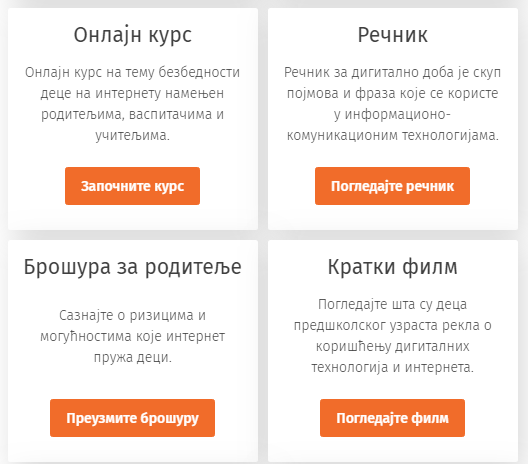 Онлајн курс
Онлајн курс на тему безбедности
деце на интернету намењен
родитељима, васпитачима и
учитељима.
Започните курс
Речник
Речник за дигитално доба је скуп
појмова и фраза које се користе
у информационо-
комуникационим технологијама.
Погледајте речник
Брошура за родитеље
Сазнајте о ризицима и
могућностима које интернет
пружа деци.
Преузмите брошуру
Кратки филм
Погледајте шта су деца
предшколског узраста рекла о
коришћењу дигиталних
технологија и интернета.
Погледајте филм